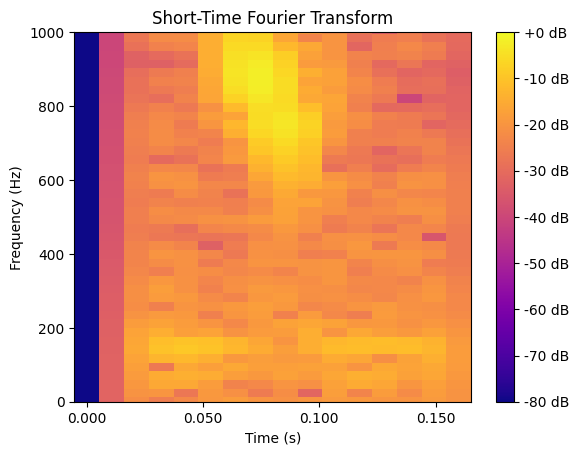 Short-Time Fourier Transform
1000
800
600
400
200
0
Frequency (Hz)
0.000
0.050
0.100
0.150
Time (s)
+0 dB
-10 dB
-20 dB
-30 dB
-40 dB
-50 dB
-60 dB
-70 dB
-80 dB